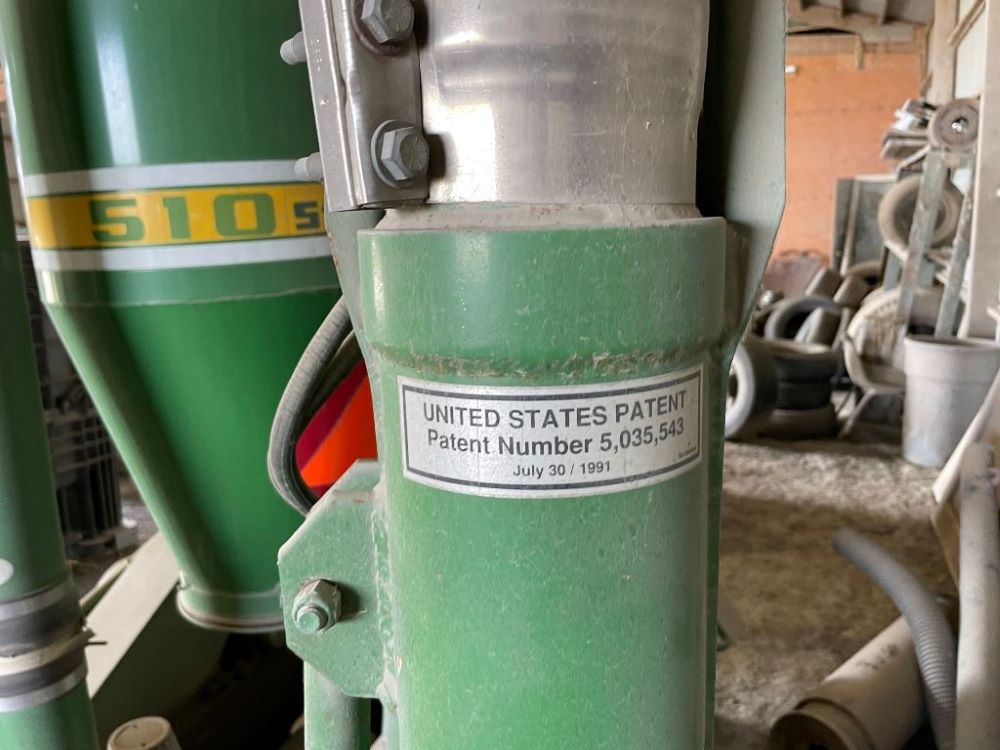 510 S
UNITED STATES PATENT
Patent Number 5,035,543
July 30 / 1991